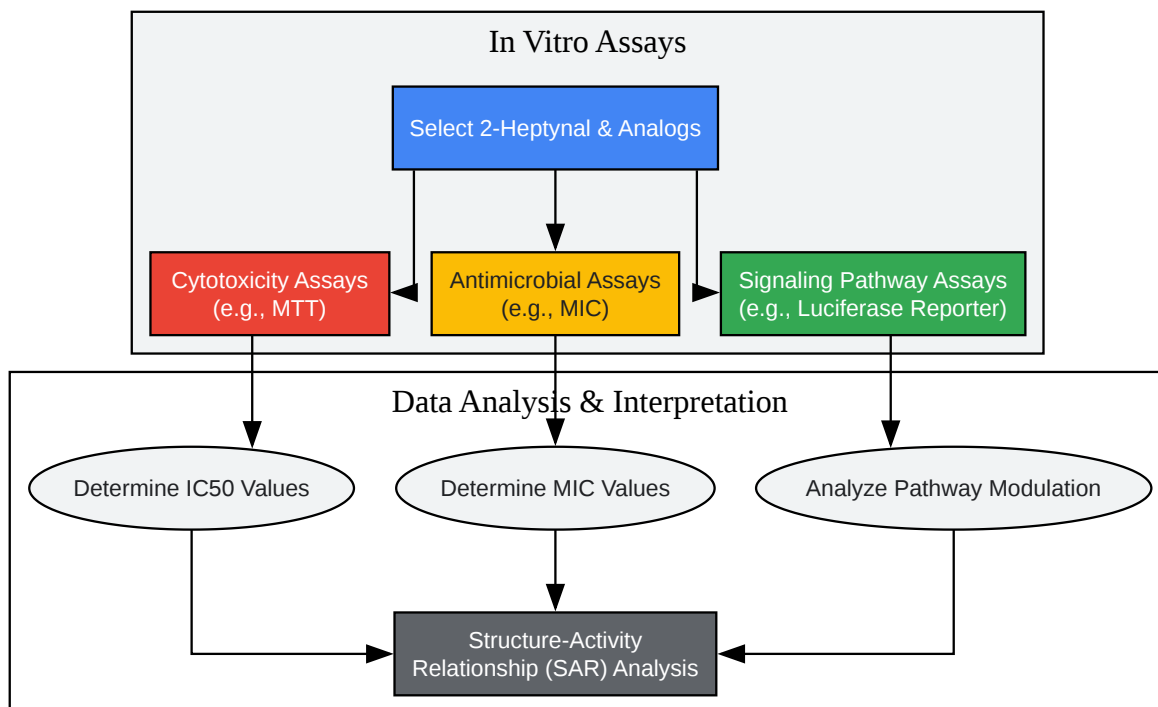 In Vitro Assays
Select 2-Heptynal & Analogs
Cytotoxicity Assays
(e.g., MTT)
Antimicrobial Assays
(e.g., MIC)
Signaling Pathway Assays
(e.g., Luciferase Reporter)
Data Analysis & Interpretation
Determine IC50 Values
Determine MIC Values
Analyze Pathway Modulation
Structure-Activity
Relationship (SAR) Analysis